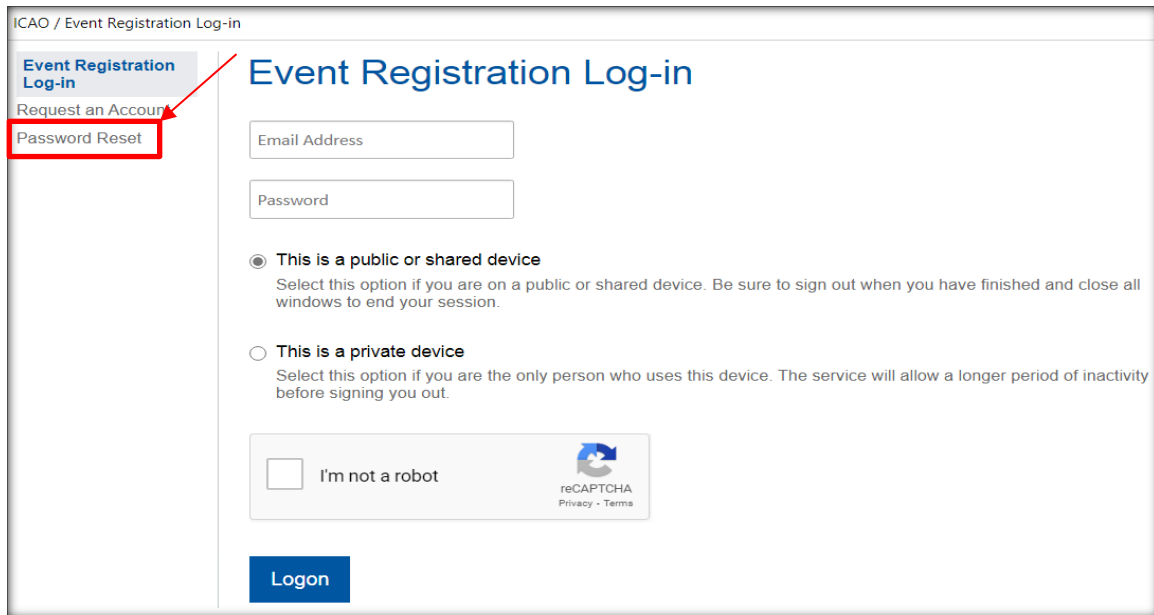 ICAO / Event Registration Log-in
Event Registration
Log-in
Request an Account
Password Reset
Event Registration Log-in
Email Address
Password
This is a public or shared device
Select this option if you are on a public or shared device. Be sure to sign out when you have finished and close all
windows to end your session.
This is a private device
Select this option if you are the only person who uses this device. The service will allow a longer period of inactivity
before signing you out.
I'm not a robot
reCAPTCHA
Privacy - Terms
Logon